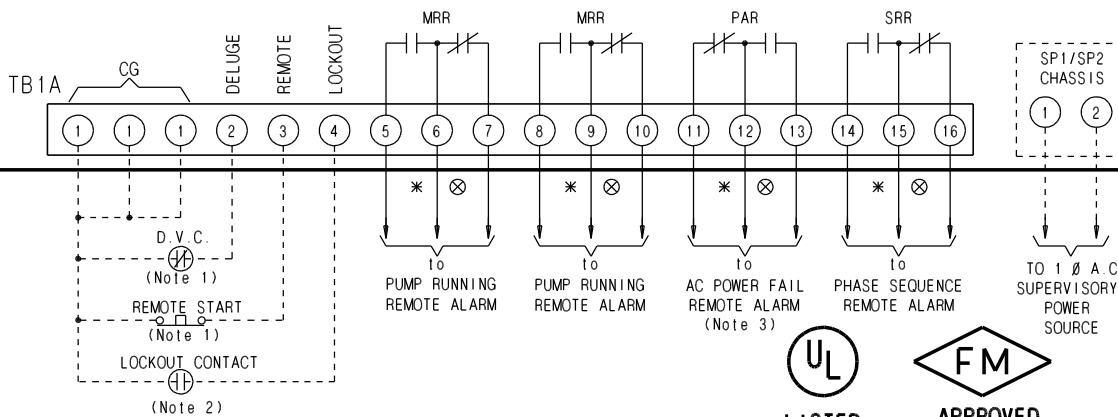 MRR MRR PAR SRR
TB1A CG DELUGE REMOTE LOCKOUT
SP1/SP2
CHASSIS
1 1 1 2 3 4 5 6 7 8 9 10 11 12 13 14 15 16
1 2
* ⊗ * ⊗ * ⊗ * ⊗
D.V.C.
(Note 1)
REMOTE START
(Note 1)
LOCKOUT CONTACT
(Note 2)
to
PUMP RUNNING
REMOTE ALARM
to
PUMP RUNNING
REMOTE ALARM
to
AC POWER FAIL
REMOTE ALARM
(Note 3)
to
PHASE SEQUENCE
REMOTE ALARM
TO 1 Ø A.C
SUPERVISORY
POWER
SOURCE
UL
FM